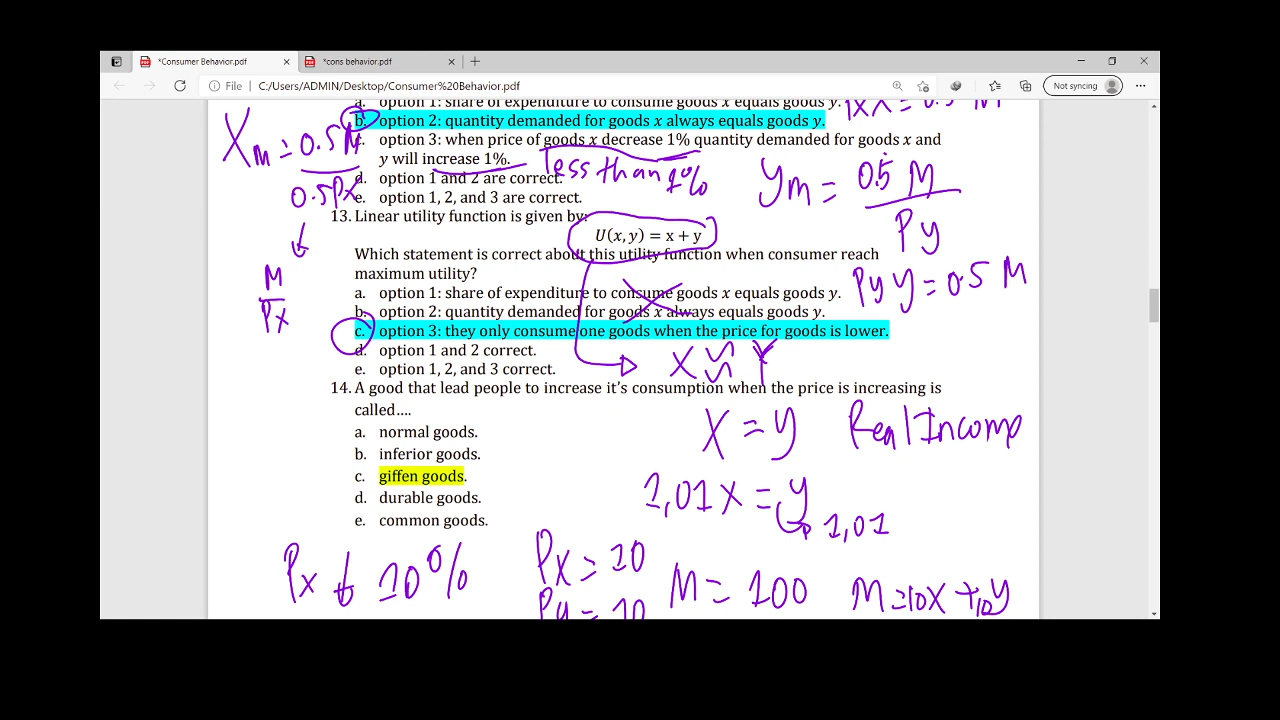 *Consumer Behavior.pdf
*cons behavior.pdf
File
C:/Users/ADMIN/Desktop/Consumer%20Behavior.pdf
Not syncing
a. option 1: share of expenditure to consume goods x equals goods y.
b. option 2: quantity demanded for goods x always equals goods y.
c. option 3: when price of goods x decrease 1% quantity demanded for goods x and
y will increase 1%.
less than 1%
d. option 1 and 2 are correct.
e. option 1, 2, and 3 are correct.
Xm = 0.5M
0.5Px
M
Px
ym = 0.5 M
Py
Py y = 0.5 M
13. Linear utility function is given by:
U(x, y) = x + y
Which statement is correct about this utility function when consumer reach
maximum utility?
a. option 1: share of expenditure to consume goods x equals goods y.
b. option 2: quantity demanded for goods x always equals goods y.
c. option 3: they only consume one goods when the price for goods is lower.
d. option 1 and 2 correct.
e. option 1, 2, and 3 correct.
X Y
14. A good that lead people to increase it's consumption when the price is increasing is
called....
a. normal goods.
b. inferior goods.
c. giffen goods.
d. durable goods.
e. common goods.
X = y
Real Incomp
1,01X = y
1,01
Px ↓ 10%
Px = 10
Py = 10
M = 100
M = 10X + 10y